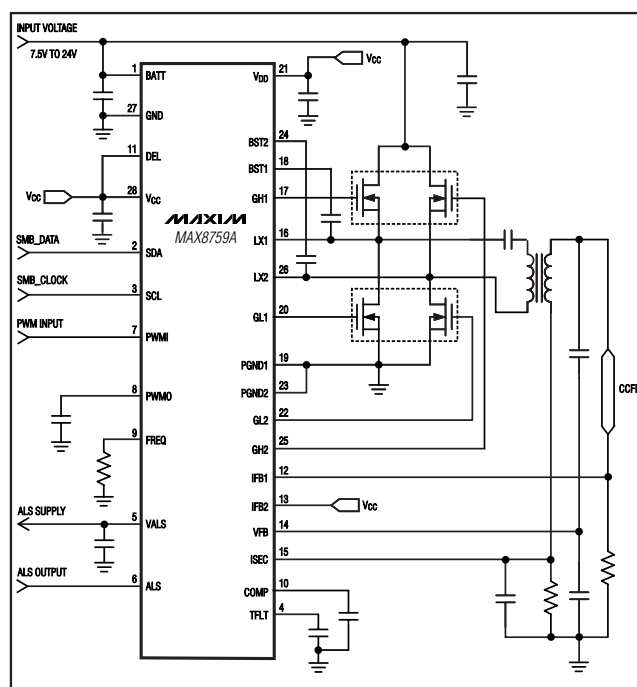 INPUT VOLTAGE
7.5V TO 24V
1 BATT
27 GND
11 DEL
VCC
28 VCC
SMB_DATA
2 SDA
SMB_CLOCK
3 SCL
PWM INPUT
7 PWMI
8 PWMO
9 FREQ
ALS SUPPLY
5 VALS
ALS OUTPUT
6 ALS
MAXIM
MAX8759A
VDD 21
VCC
BST2 24
BST1 18
GH1 17
LX1 16
LX2 26
GL1 20
PGND1 19
PGND2 23
GL2 22
GH2 25
IFB1 12
IFB2 13
VCC
VFB 14
ISEC 15
COMP 10
TFLT 4